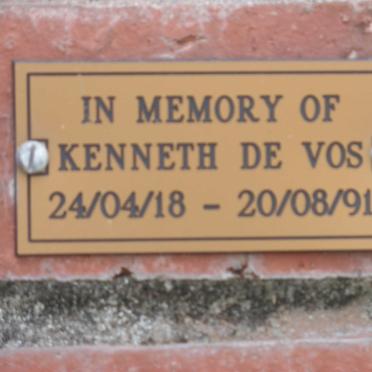 IN MEMORY OF
KENNETH DE VOS
24/04/18 – 20/08/91